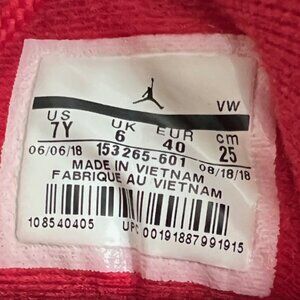 VW
US UK EUR cm
7Y 6 40 25
06/06/18 153265-601 08/18/18
MADE IN VIETNAM
FABRIQUE AU VIETNAM
108540405 UPC 00191887991915